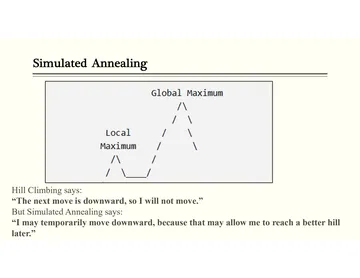 Simulated Annealing
Global Maximum
/\
/ \
Local / \
Maximum / \
/\ /
/ \___/
Hill Climbing says:
“The next move is downward, so I will not move.”
But Simulated Annealing says:
“I may temporarily move downward, because that may allow me to reach a better hill
later.”